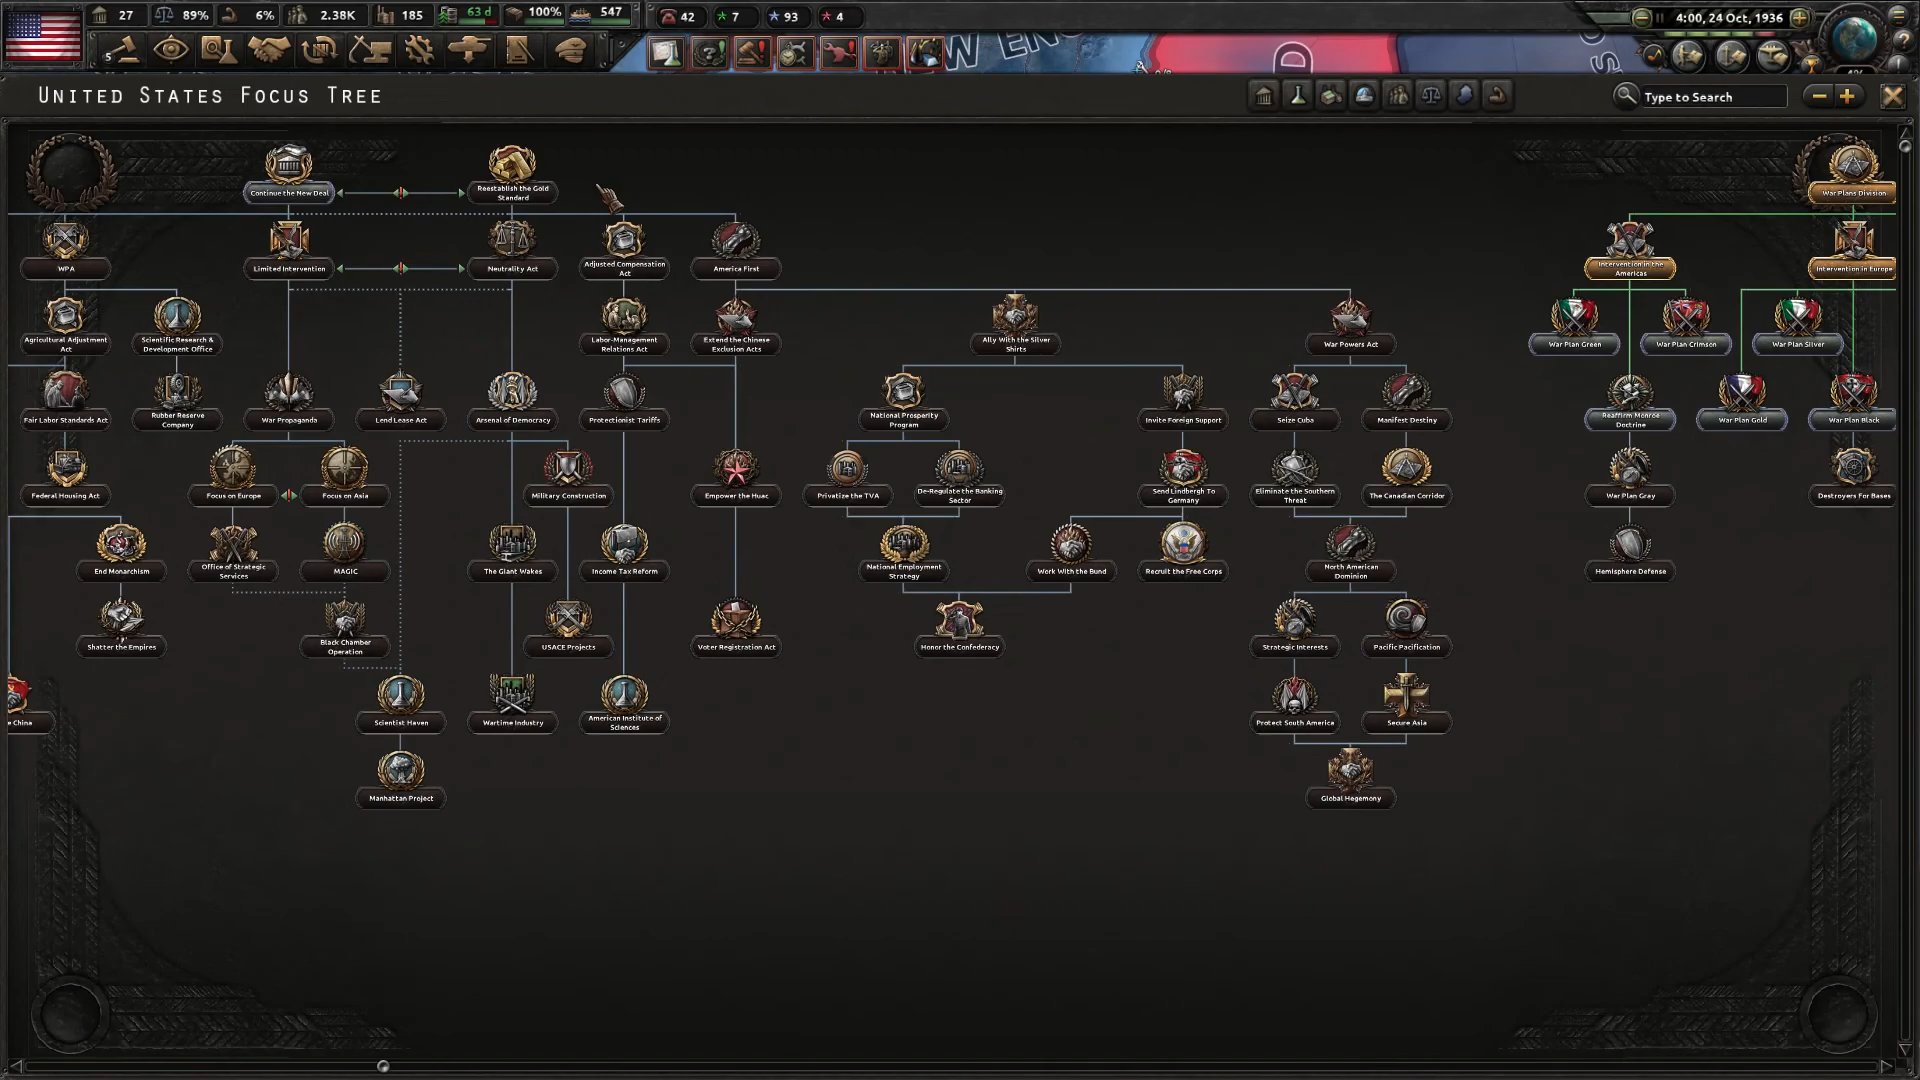 27
89%
6%
2.38K
185
63 d
100%
547
42
7
93
4
4:00, 24 Oct, 1936
5
United States Focus Tree
Type to Search
Continue the New Deal
Reestablish the Gold
Standard
War Plans Division
WPA
Limited Intervention
Neutrality Act
Adjusted Compensation
Act
America First
Intervention in the
Americas
Intervention in Europe
Agricultural Adjustment
Act
Scientific Research &
Development Office
Labor-Management
Relations Act
Extend the Chinese
Exclusion Acts
Ally With the Silver
Shirts
War Powers Act
War Plan Green
War Plan Crimson
War Plan Silver
Fair Labor Standards Act
Rubber Reserve
Company
War Propaganda
Lend Lease Act
Arsenal of Democracy
Protectionist Tariffs
National Prosperity
Program
Invite Foreign Support
Seize Cuba
Manifest Destiny
Reaffirm Monroe
Doctrine
War Plan Gold
War Plan Black
Federal Housing Act
Focus on Europe
Focus on Asia
Military Construction
Empower the Huac
Privatize the TVA
De-Regulate the Banking
Sector
Send Lindbergh To
Germany
Eliminate the Southern
Threat
The Canadian Corridor
War Plan Gray
Destroyers For Bases
End Monarchism
Office of Strategic
Services
MAGIC
The Giant Wakes
Income Tax Reform
National Employment
Strategy
Work With the Bund
Recruit the Free Corps
North American
Dominion
Hemisphere Defense
Shatter the Empires
Black Chamber
Operation
USACE Projects
Voter Registration Act
Honor the Confederacy
Strategic Interests
Pacific Pacification
e China
Scientist Haven
Wartime Industry
American Institute of
Sciences
Protect South America
Secure Asia
Manhattan Project
Global Hegemony